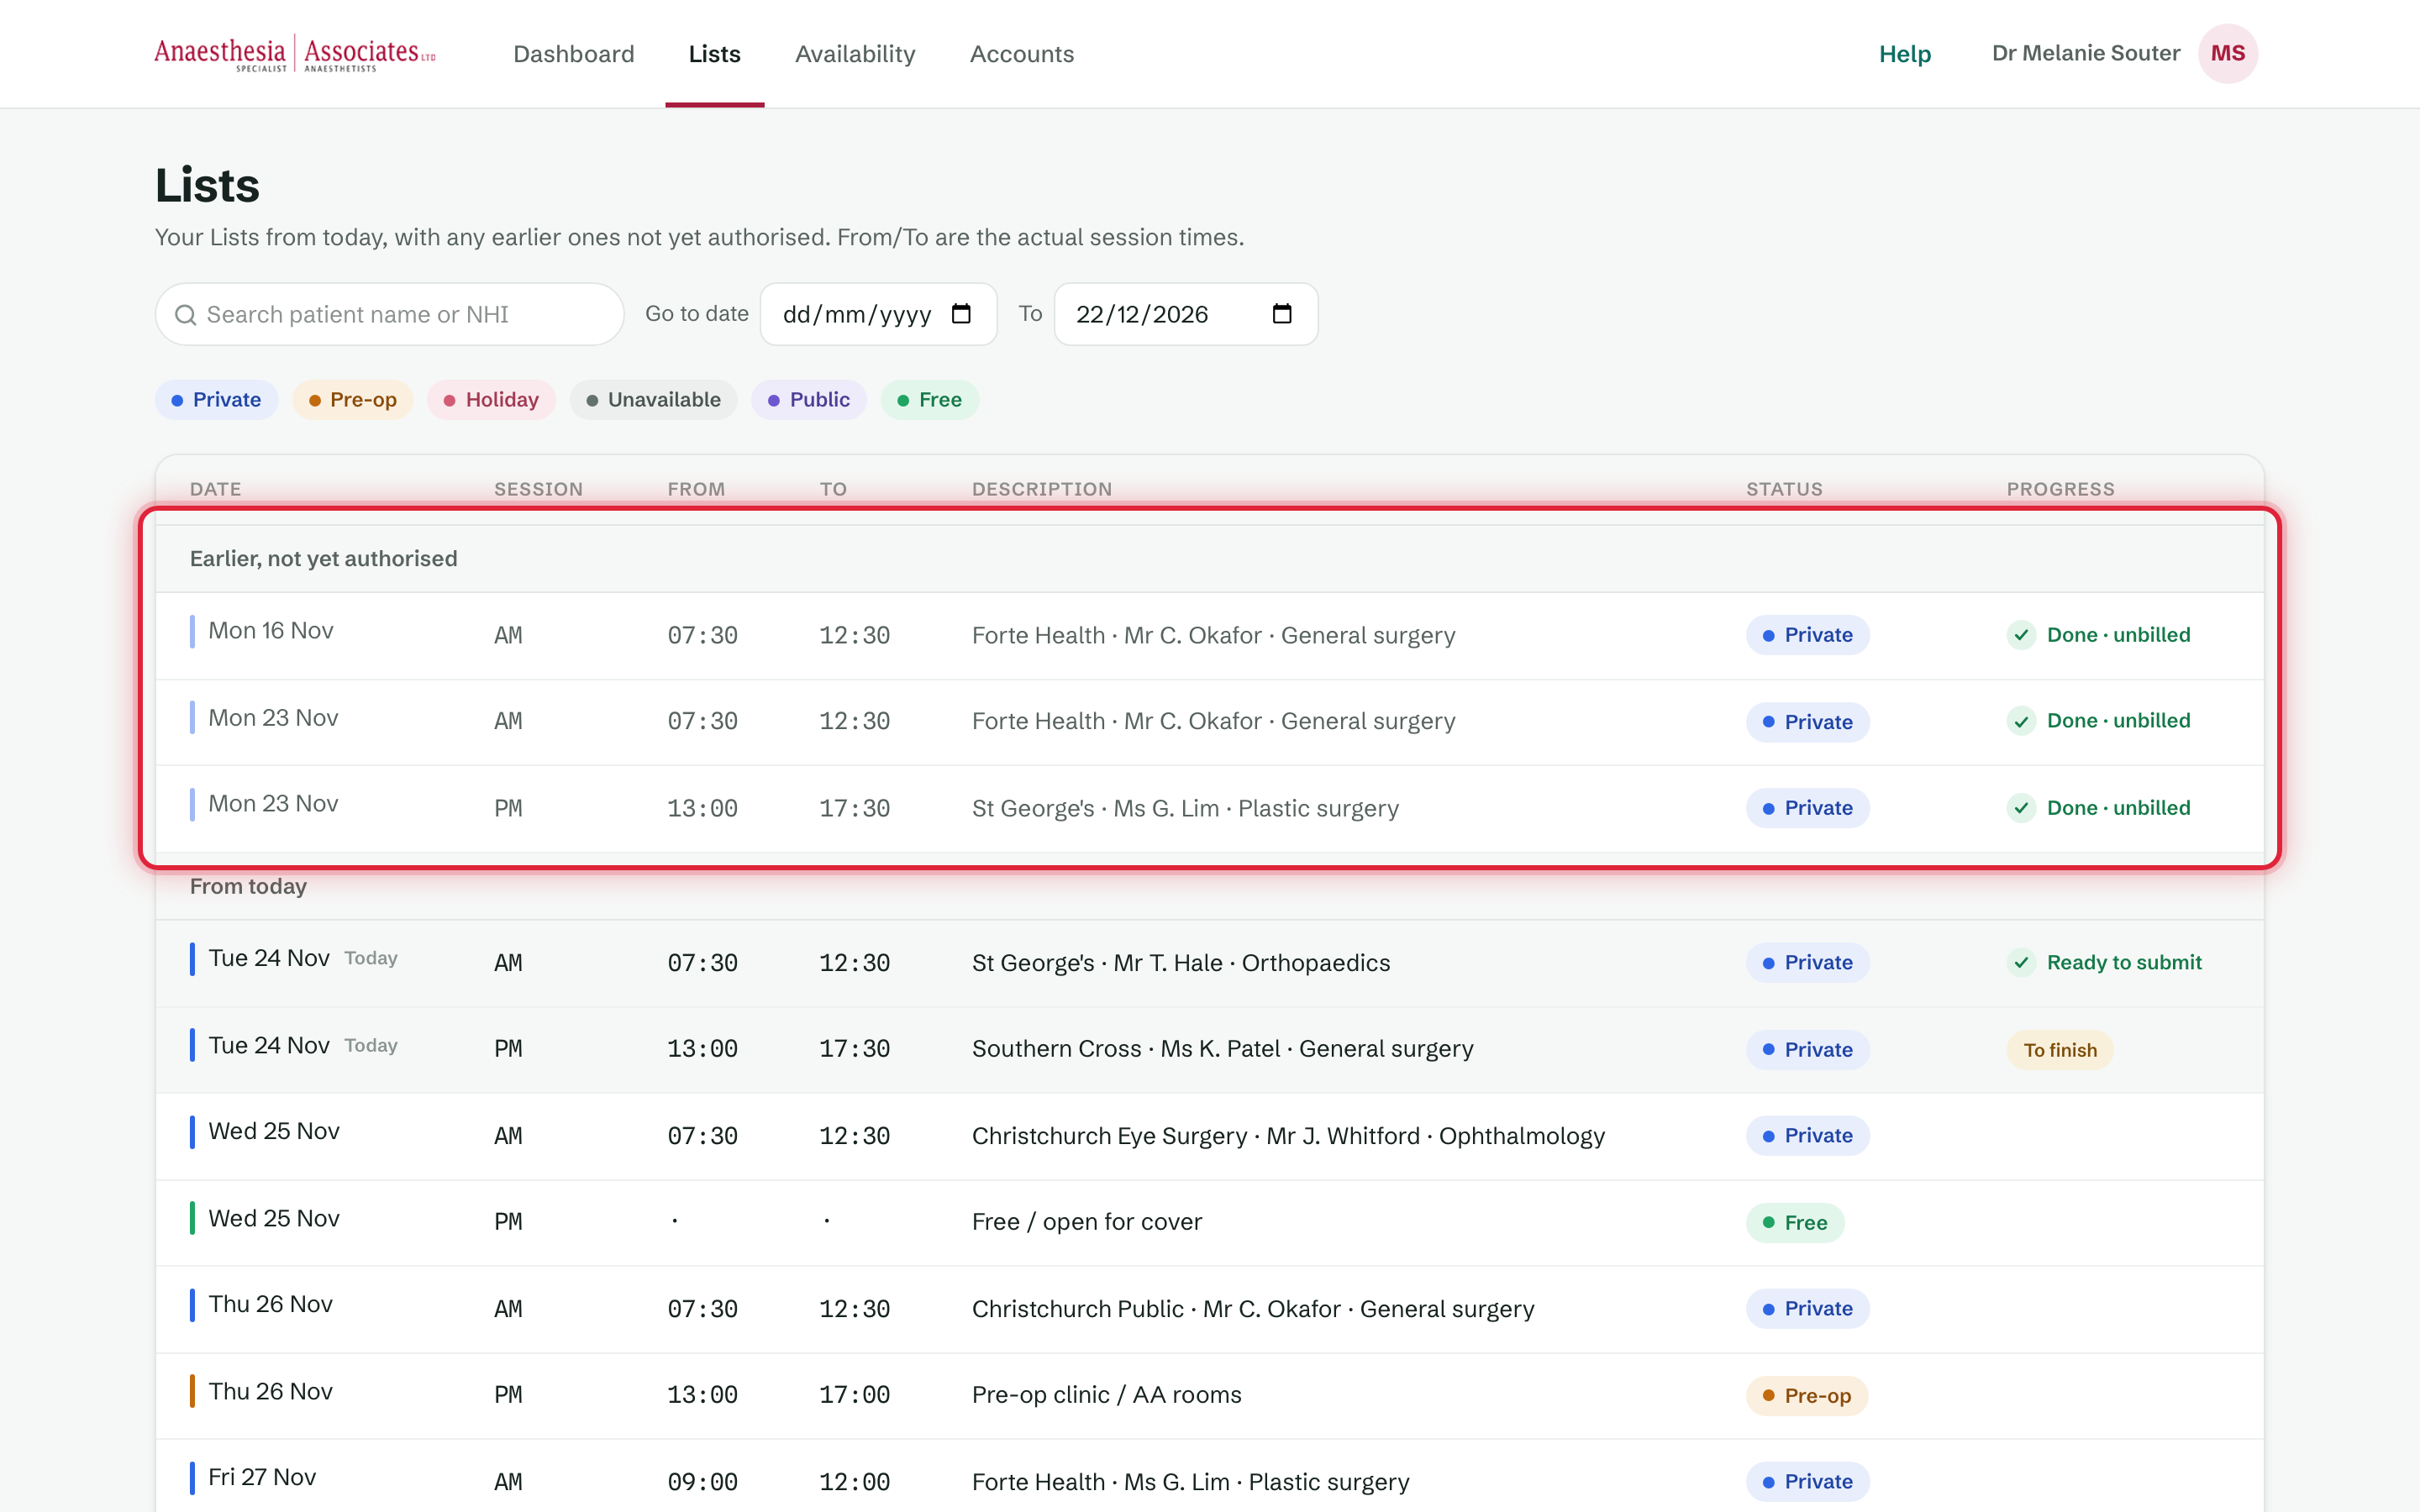 Anaesthesia Associates LTD
SPECIALIST ANAESTHETISTS
Dashboard Lists Availability Accounts Help Dr Melanie Souter MS
Lists
Your Lists from today, with any earlier ones not yet authorised. From/To are the actual session times.
Search patient name or NHI Go to date dd/mm/yyyy To 22/12/2026
Private Pre-op Holiday Unavailable Public Free
DATE SESSION FROM TO DESCRIPTION STATUS PROGRESS
Earlier, not yet authorised
Mon 16 Nov AM 07:30 12:30 Forte Health · Mr C. Okafor · General surgery Private Done · unbilled
Mon 23 Nov AM 07:30 12:30 Forte Health · Mr C. Okafor · General surgery Private Done · unbilled
Mon 23 Nov PM 13:00 17:30 St George's · Ms G. Lim · Plastic surgery Private Done · unbilled
From today
Tue 24 Nov Today AM 07:30 12:30 St George's · Mr T. Hale · Orthopaedics Private Ready to submit
Tue 24 Nov Today PM 13:00 17:30 Southern Cross · Ms K. Patel · General surgery Private To finish
Wed 25 Nov AM 07:30 12:30 Christchurch Eye Surgery · Mr J. Whitford · Ophthalmology Private
Wed 25 Nov PM · · Free / open for cover Free
Thu 26 Nov AM 07:30 12:30 Christchurch Public · Mr C. Okafor · General surgery Private
Thu 26 Nov PM 13:00 17:00 Pre-op clinic / AA rooms Pre-op
Fri 27 Nov AM 09:00 12:00 Forte Health · Ms G. Lim · Plastic surgery Private